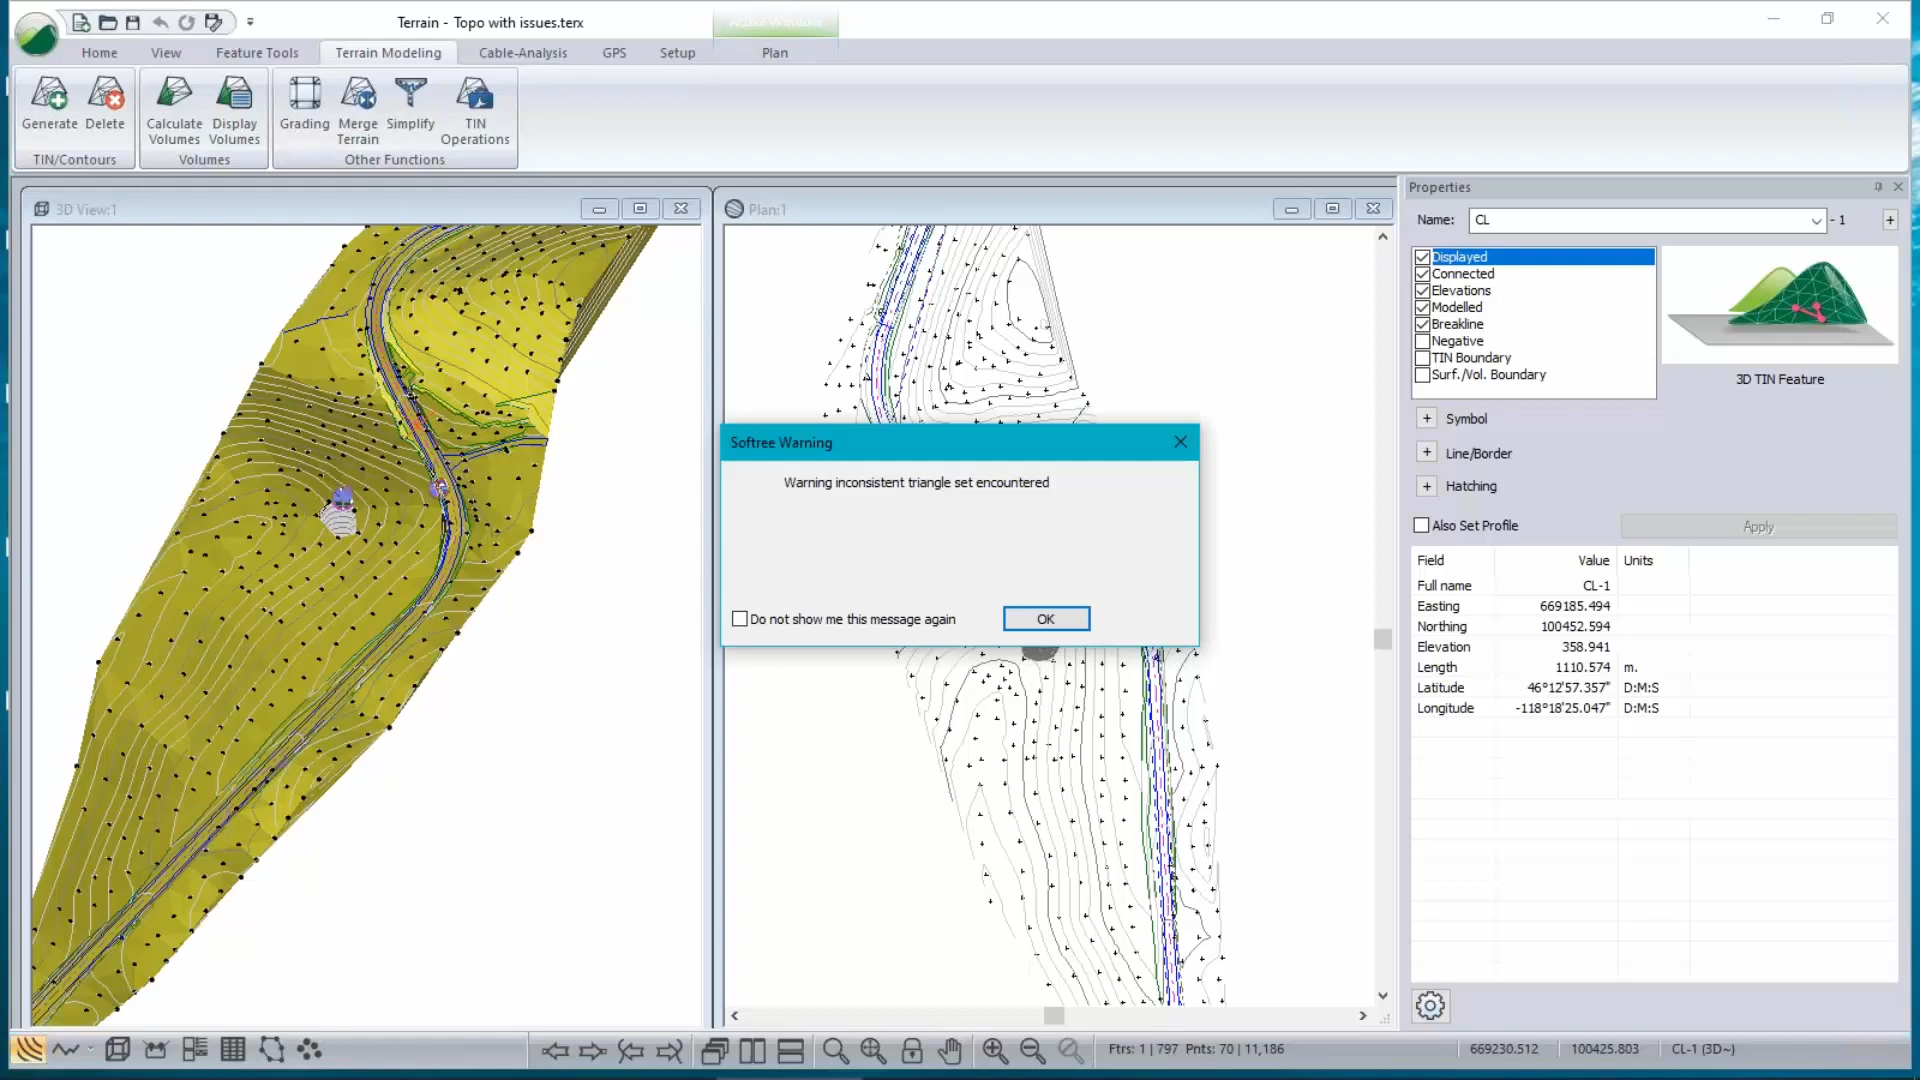 Terrain - Topo with issues.terx
Active Window
Home View Feature Tools Terrain Modeling Cable-Analysis GPS Setup Plan
Generate Delete Calculate Volumes Display Volumes Grading Merge Terrain Simplify TIN Operations
TIN/Contours Volumes Other Functions
3D View:1
Plan:1
Properties
Name: CL - 1
Displayed
Connected
Elevations
Modelled
Breakline
Negative
TIN Boundary
Surf./Vol. Boundary
3D TIN Feature
Symbol
Line/Border
Hatching
Also Set Profile
Apply
Field Value Units
Full name CL-1
Easting 669185.494
Northing 100452.594
Elevation 358.941
Length 1110.574 m.
Latitude 46°12'57.357" D:M:S
Longitude -118°18'25.047" D:M:S
Softree Warning
Warning inconsistent triangle set encountered
Do not show me this message again
OK
Ftrs: 1 | 797 Pnts: 70 | 11,186
669230.512 100425.803 CL-1 (3D~)